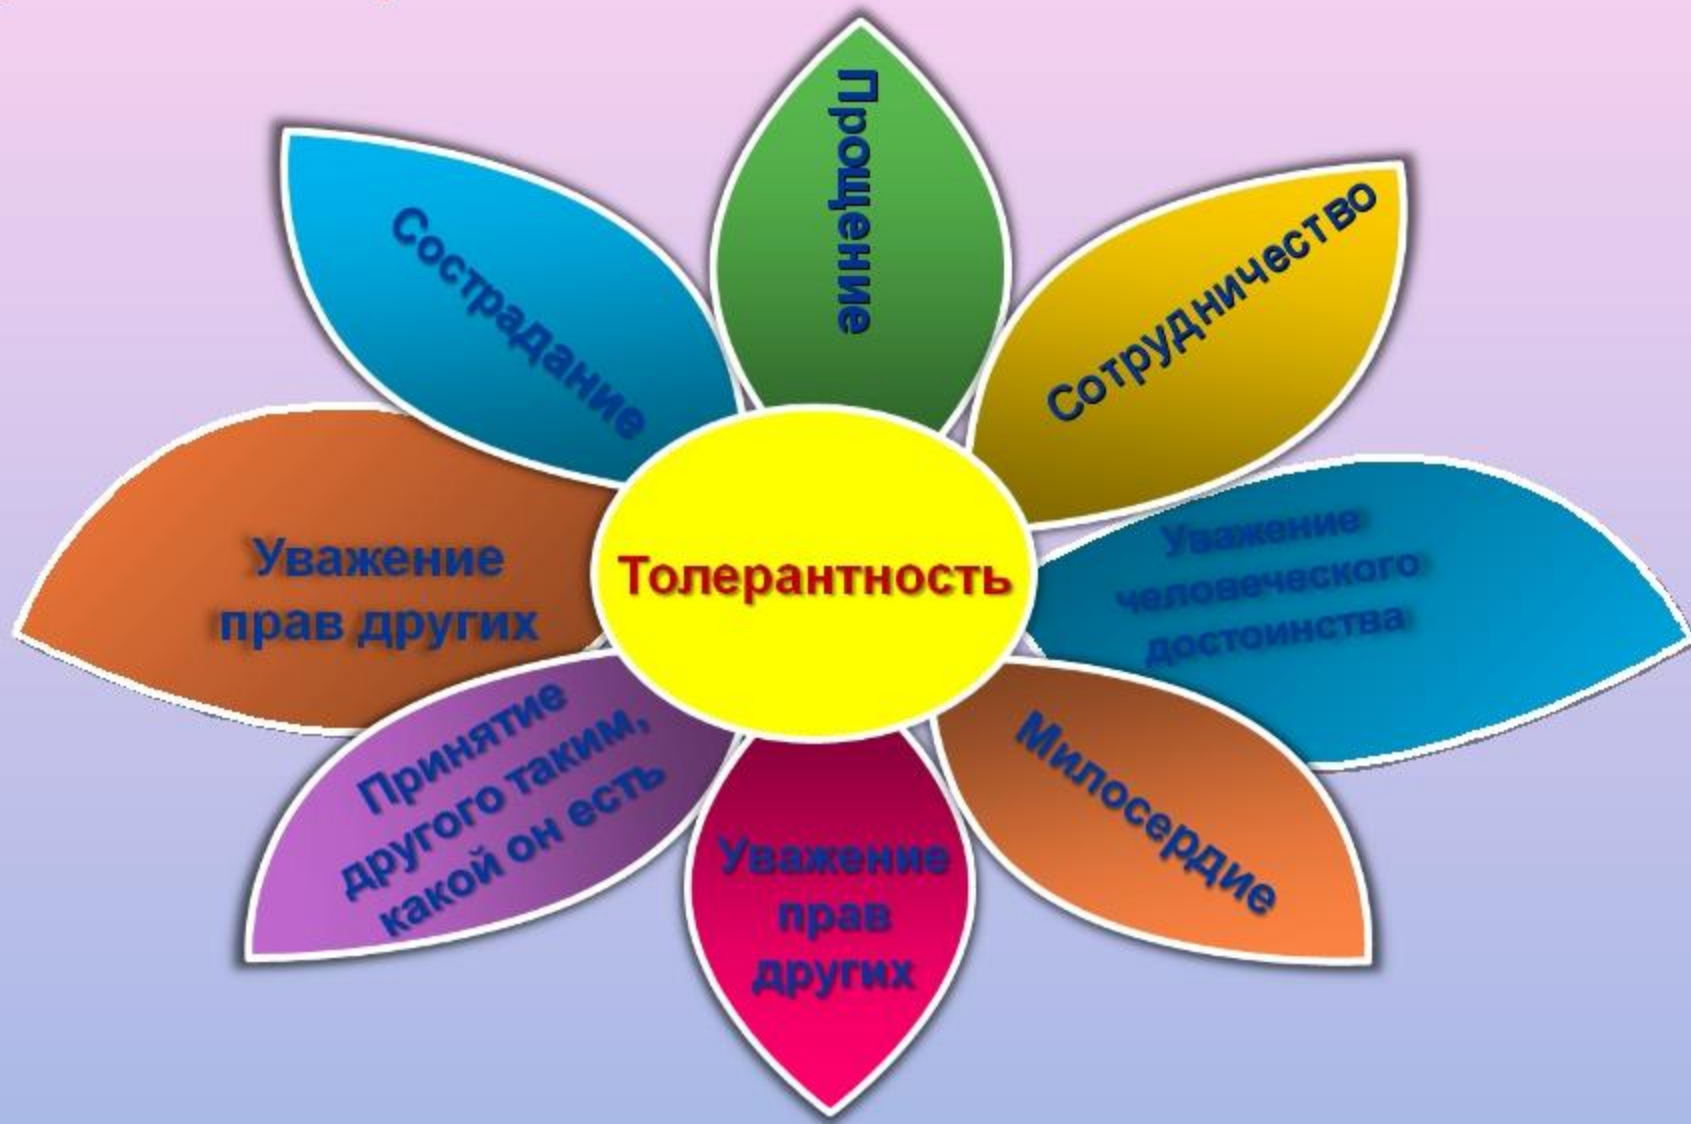 Прощение
Сострадание
Сотрудничество
Уважение
прав других
Толерантность
Уважение
человеческого
достоинства
Принятие
другого таким,
какой он есть
Уважение
прав
других
Милосердие